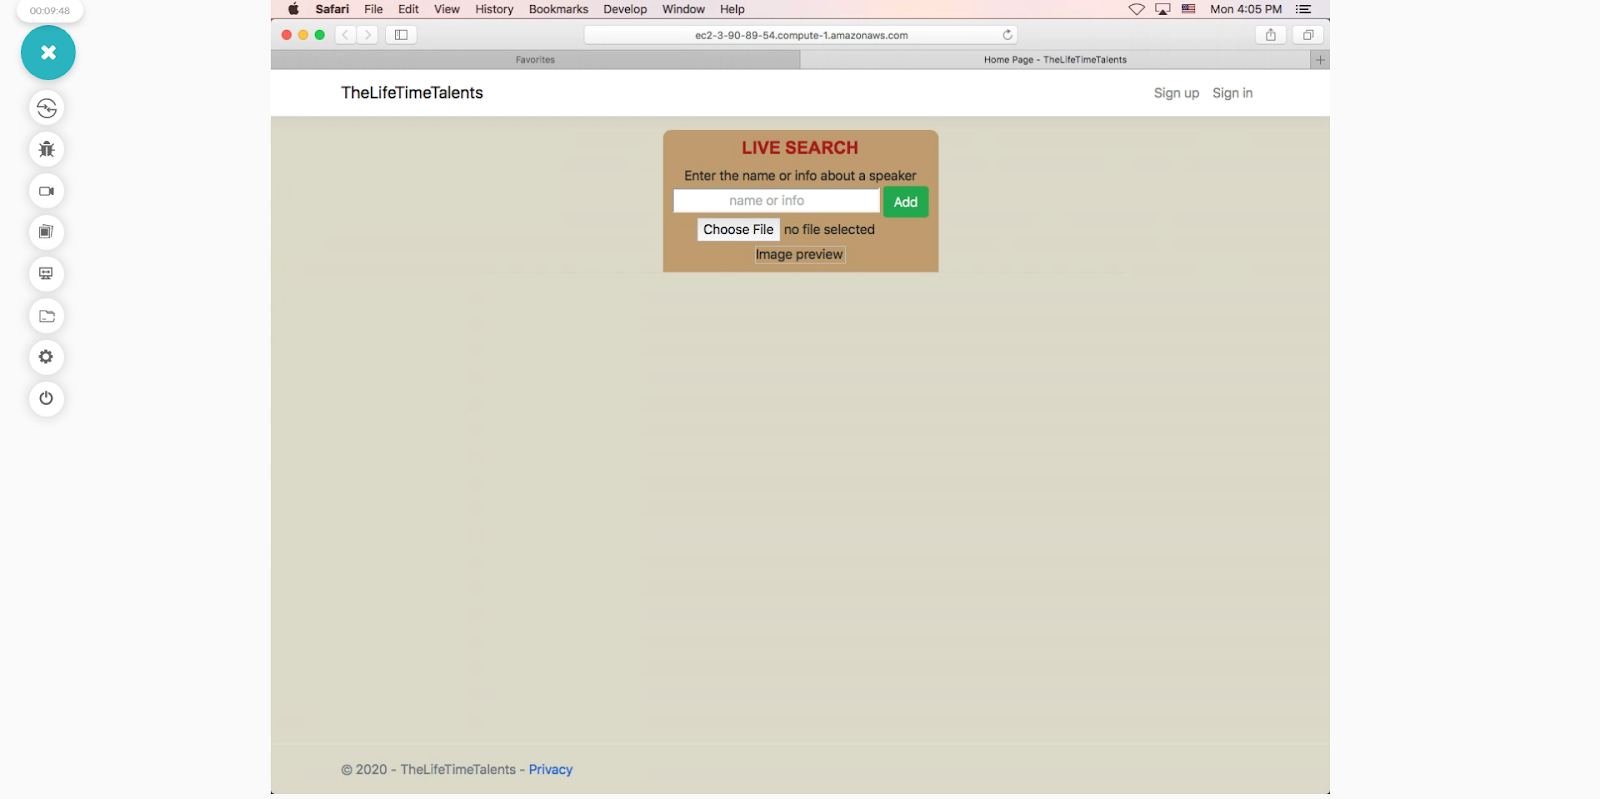 00:09:48
Safari File Edit View History Bookmarks Develop Window Help Mon 4:05 PM
ec2-3-90-89-54.compute-1.amazonaws.com
Favorites Home Page - TheLifeTimeTalents
TheLifeTimeTalents Sign up Sign in
LIVE SEARCH
Enter the name or info about a speaker
name or info Add
Choose File no file selected
Image preview
© 2020 - TheLifeTimeTalents - Privacy